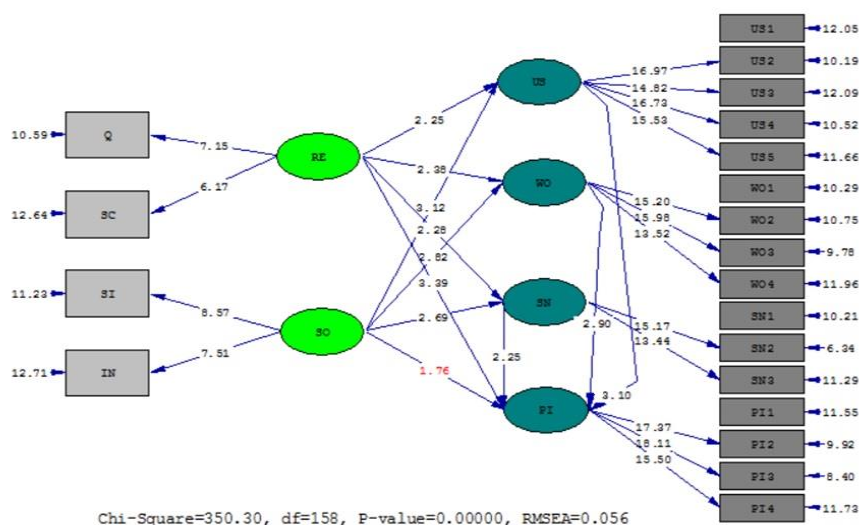 US1 12.05
US2 10.19
16.97
US
US3 12.09
14.82
16.73
US4 10.52
15.53
US5 11.66
10.59 Q
7.15
2.25
RE
2.38
6.17
WO
WO1 10.29
15.20
WO2 10.75
15.98
13.52
WO3 9.78
12.64 SC
3.12
2.28
2.82
3.39
WO4 11.96
11.23 SI
8.57
SN
SN1 10.21
2.69
2.90
15.17
13.44
SN2 6.34
SO
7.51
2.25
SN3 11.29
12.71 IN
1.76
3.10
PI
PI1 11.55
17.37
PI2 9.92
18.11
15.50
PI3 8.40
PI4 11.73
Chi-Square=350.30, df=158, P-value=0.00000, RMSEA=0.056